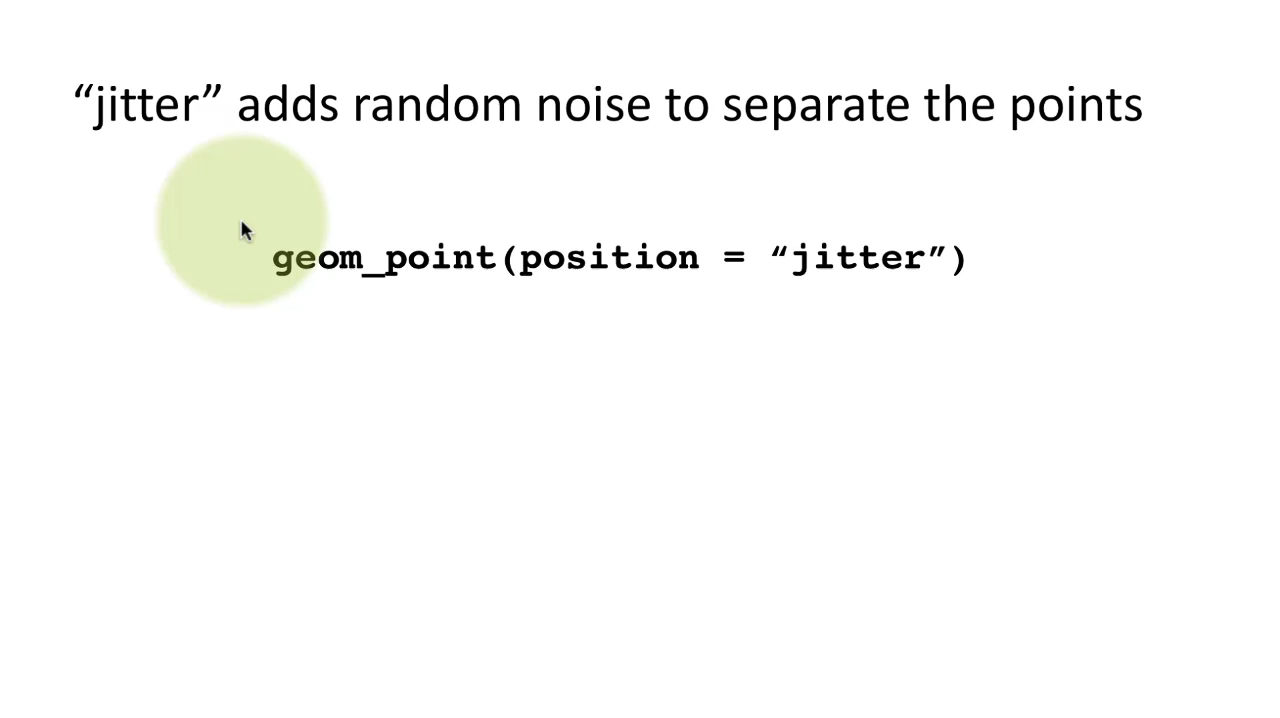 “jitter” adds random noise to separate the points
geom_point(position = “jitter”)